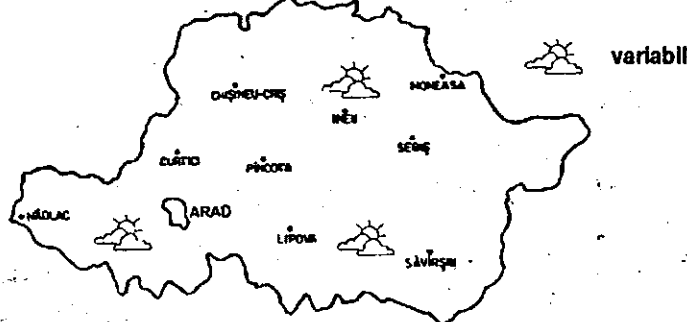 variabil
CHIȘINEU-CRIȘ
MONEASA
INEU
SEBIȘ
CURTICI
PÎNCOTA
NĂDLAC
ARAD
LIPOVA
SĂVÎRȘIN